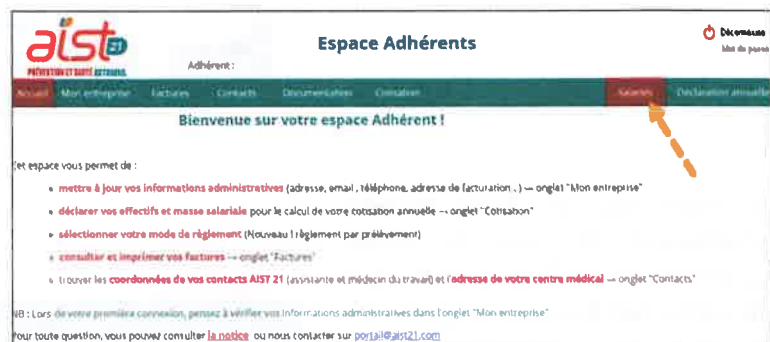 aist 21
PRÉVENTION ET SANTÉ AU TRAVAIL
Espace Adhérents
Adhérent :
Accueil Mon entreprise Factures Contacts Documentation Cotisation Salariés Déclaration annuelle
Bienvenue sur votre espace Adhérent !
Cet espace vous permet de :
mettre à jour vos informations administratives (adresse, email, téléphone, adresse de facturation..) → onglet "Mon entreprise"
déclarer vos effectifs et masse salariale pour le calcul de votre cotisation annuelle → onglet "Cotisation"
sélectionner votre mode de règlement (Nouveau ! règlement par prélèvement)
consulter et imprimer vos factures → onglet "Factures"
trouver les coordonnées de vos contacts AIST 21 (assistante et médecin du travail) et l'adresse de votre centre médical → onglet "Contacts"
NB : Lors de votre première connexion, pensez à vérifier vos informations administratives dans l'onglet "Mon entreprise"
Pour toute question, vous pouvez consulter la notice ou nous contacter sur portail@aist21.com